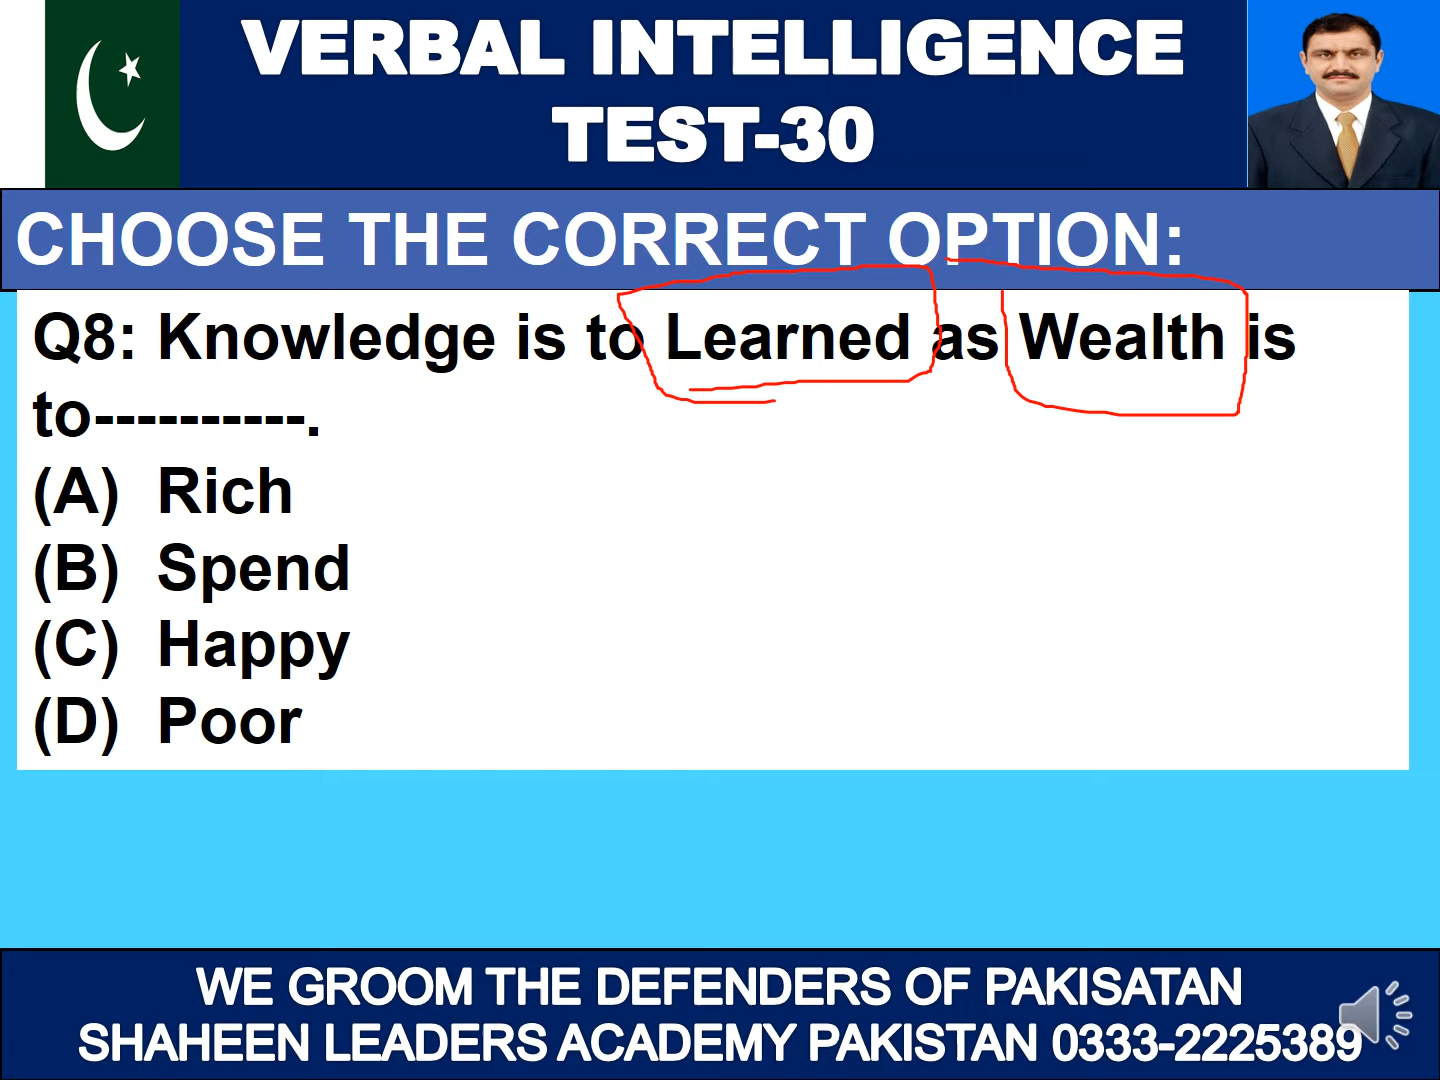 VERBAL INTELLIGENCE
TEST-30
CHOOSE THE CORRECT OPTION:
Q8: Knowledge is to Learned as Wealth is
to----------.
(A) Rich
(B) Spend
(C) Happy
(D) Poor
WE GROOM THE DEFENDERS OF PAKISATAN
SHAHEEN LEADERS ACADEMY PAKISTAN 0333-2225389